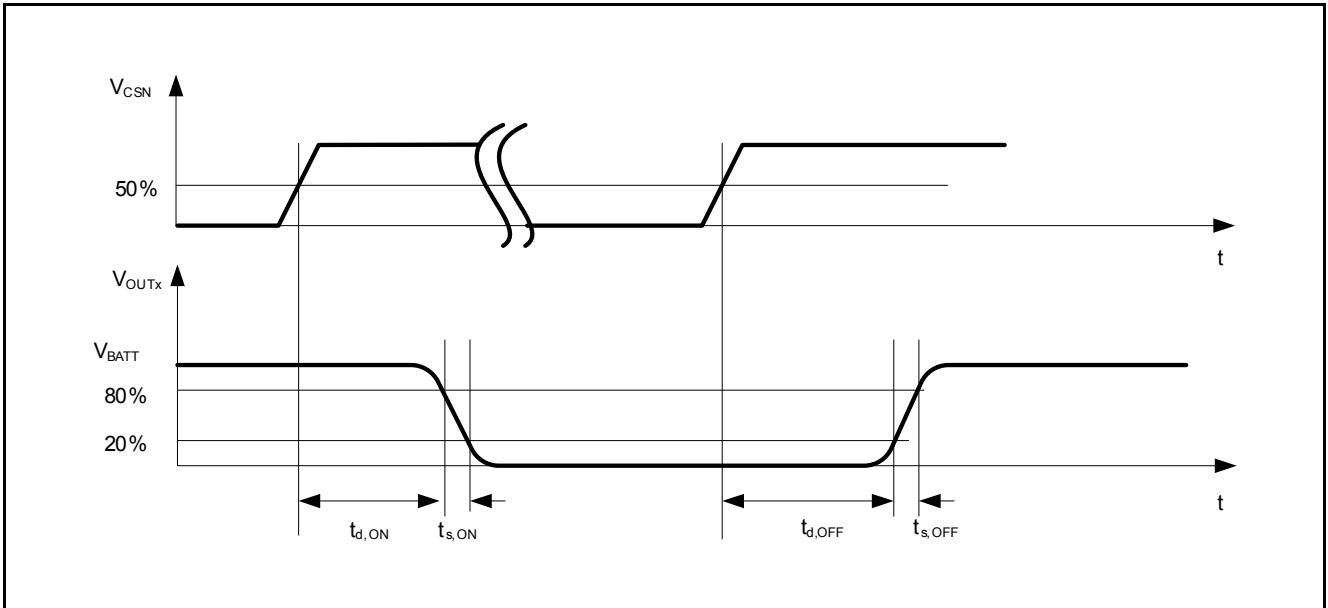 V_CSN
50%
t
V_OUTx
V_BATT
80%
20%
t
t_d,ON t_s,ON t_d,OFF t_s,OFF